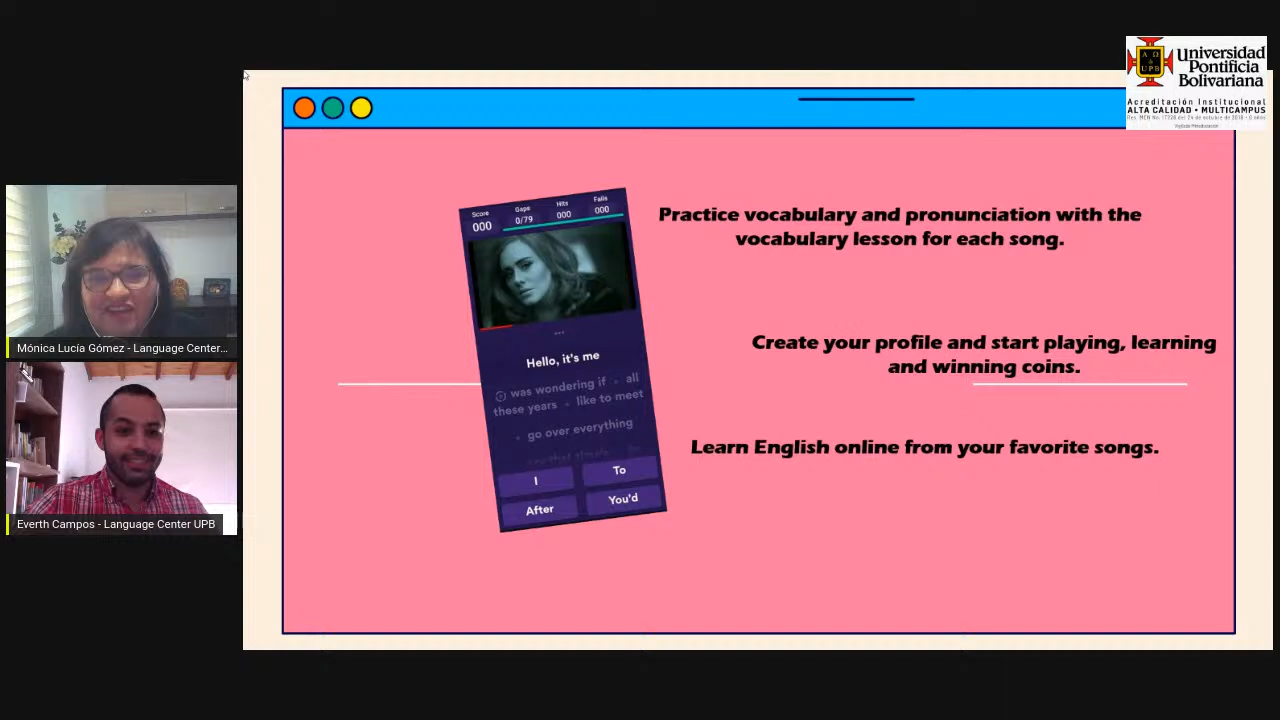 Universidad
Pontificia
Bolivariana
Acreditación Institucional
ALTA CALIDAD • MULTICAMPUS
Score
000
Gaps
0/79
Hits
000
Fails
000
Practice vocabulary and pronunciation with the
vocabulary lesson for each song.
Hello, it's me
was wondering if all
these years like to meet
go over everything
I
To
After
You'd
Create your profile and start playing, learning
and winning coins.
Learn English online from your favorite songs.
Mónica Lucía Gómez - Language Center...
Everth Campos - Language Center UPB